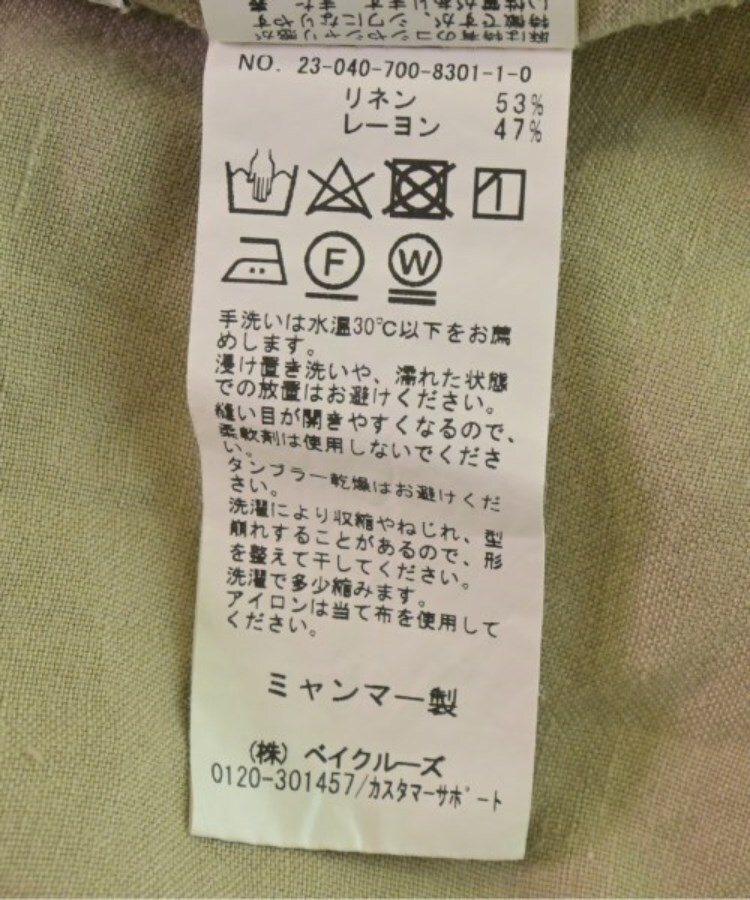 NO. 23-040-700-8301-1-0
リネン 53%
レーヨン 47%
F W
手洗いは水温30℃以下をお薦
めします。
浸け置き洗いや、濡れた状態
での放置はお避けください。
縫い目が開きやすくなるので、
柔軟剤は使用しないでくださ
い。
タンブラー乾燥はお避けくだ
さい。
洗濯により収縮やねじれ、型
崩れすることがあるので、形
を整えて干してください。
洗濯で多少縮みます。
アイロンは当て布を使用して
ください。
ミャンマー製
(株) ベイクルーズ
0120-301457/カスタマーサポート